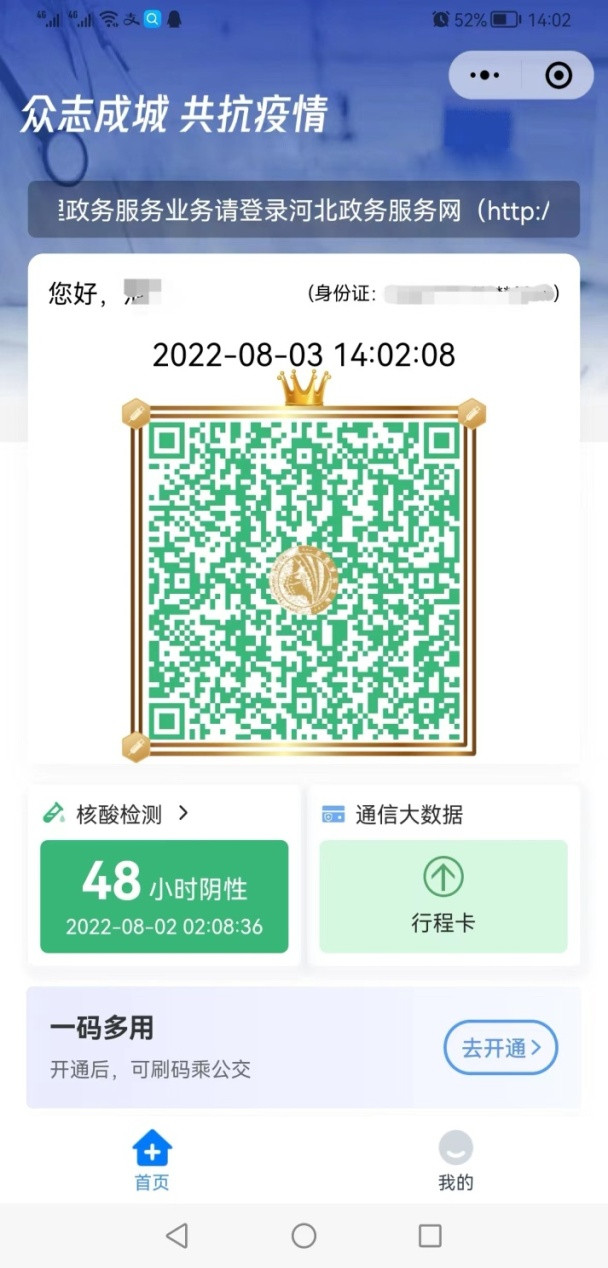 4G 4G 支 52% 14:02
众志成城 共抗疫情
政务服务业务请登录河北政务服务网（http:/
您好，
(身份证： )
2022-08-03 14:02:08
核酸检测 >
48 小时阴性
2022-08-02 02:08:36
通信大数据
行程卡
一码多用
开通后，可刷码乘公交
去开通>
首页
我的